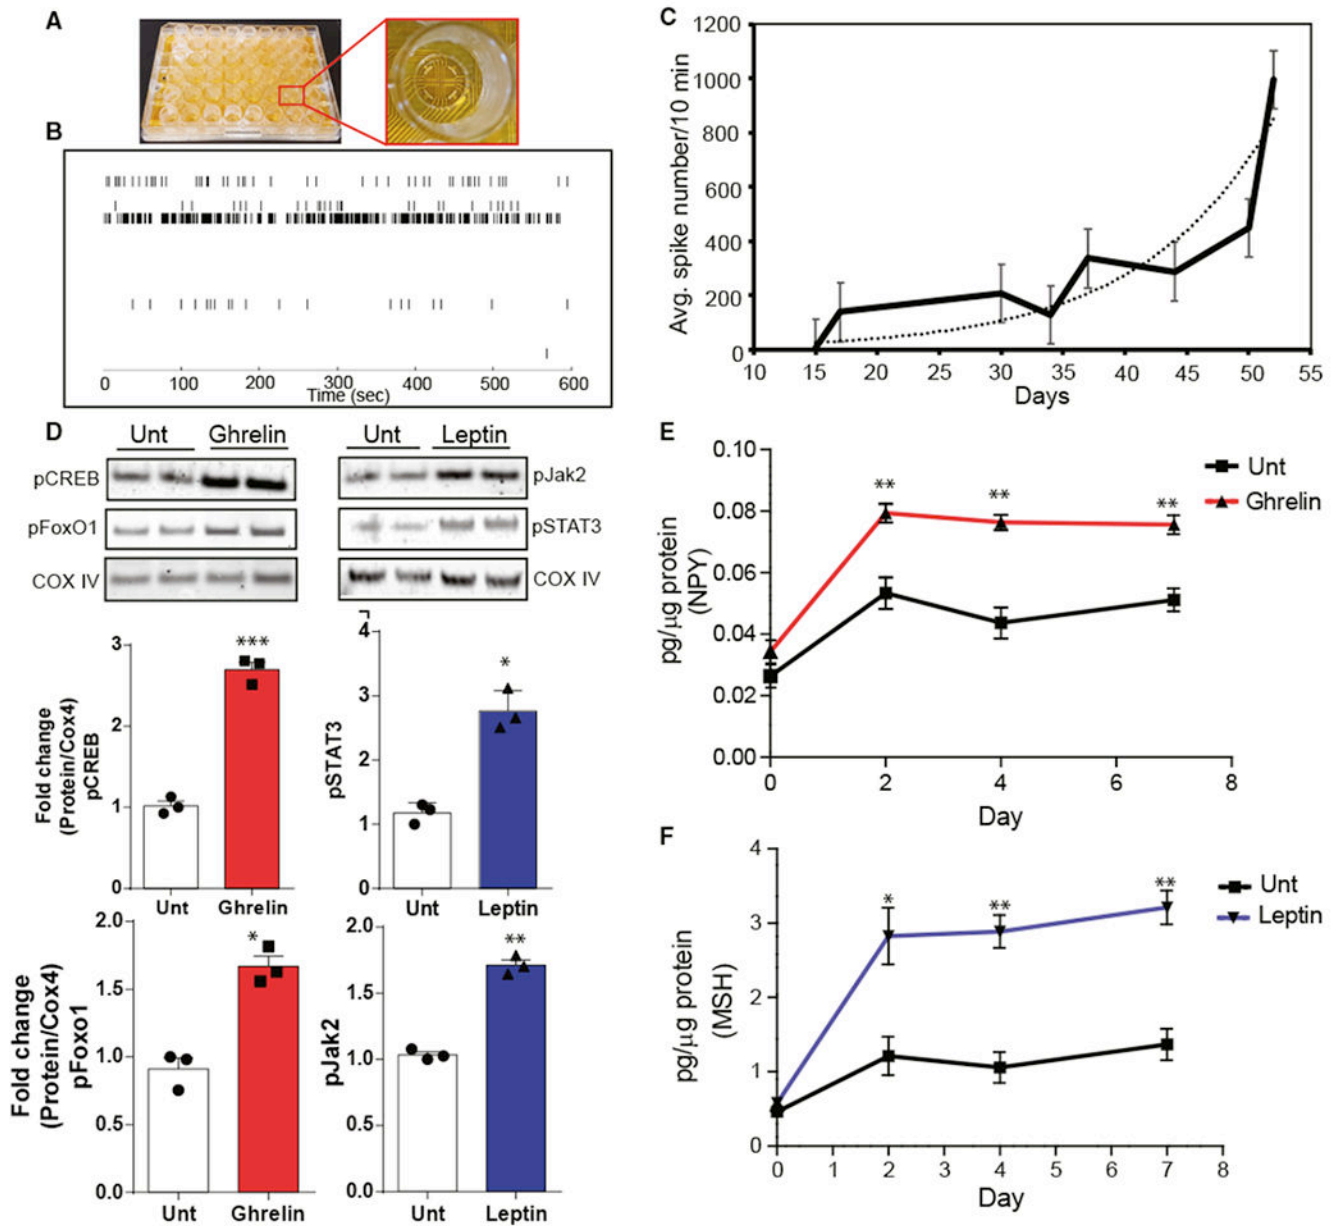 A
B
0 100 200 300 400 500 600
Time (sec)
C
1200
1000
800
600
400
200
0
10 15 20 25 30 35 40 45 50 55
Avg. spike number/10 min
Days
D
Unt Ghrelin
pCREB
pFoxO1
COX IV
Unt Leptin
pJak2
pSTAT3
COX IV
Fold change
(Protein/Cox4)
pCREB
3
2
1
0
***
Unt Ghrelin
pSTAT3
4
3
2
1
0
*
Unt Leptin
Fold change
(Protein/Cox4)
pFoxo1
2.0
1.5
1.0
0.5
0.0
*
Unt Ghrelin
pJak2
2.0
1.5
1.0
0.5
0.0
**
Unt Leptin
E
pg/µg protein
(NPY)
0.10
0.08
0.06
0.04
0.02
0.00
** ** **
0 2 4 6 8
Day
Unt
Ghrelin
F
pg/µg protein
(MSH)
4
3
2
1
0
* ** **
0 1 2 3 4 5 6 7 8
Day
Unt
Leptin